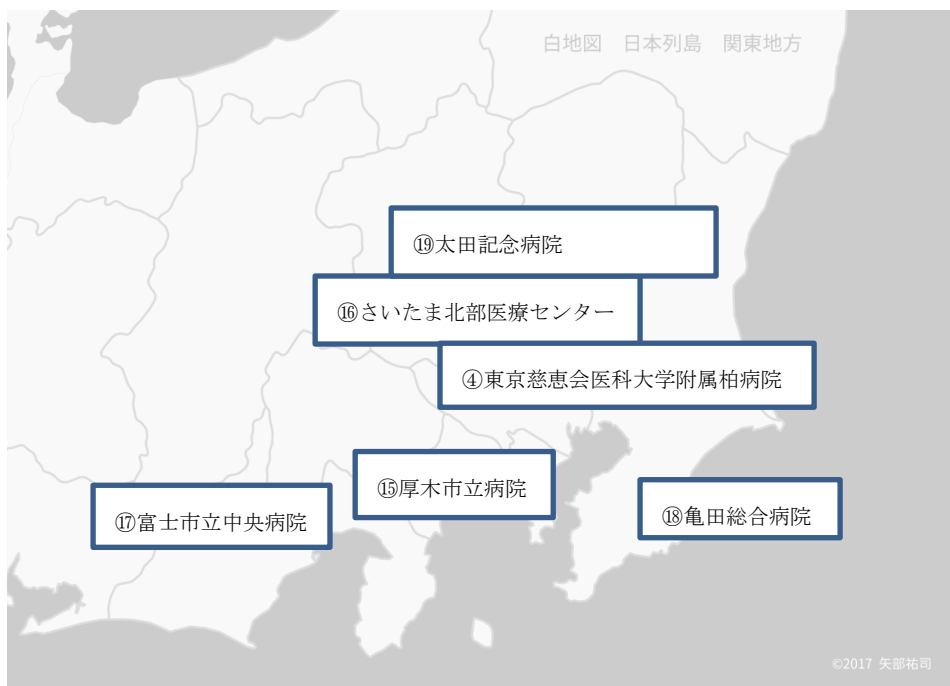 白地図 日本列島 関東地方
⑲太田記念病院
⑯さいたま北部医療センター
④東京慈恵会医科大学附属柏病院
⑮厚木市立病院
⑰富士市立中央病院
⑱亀田総合病院
©2017 矢部祐司